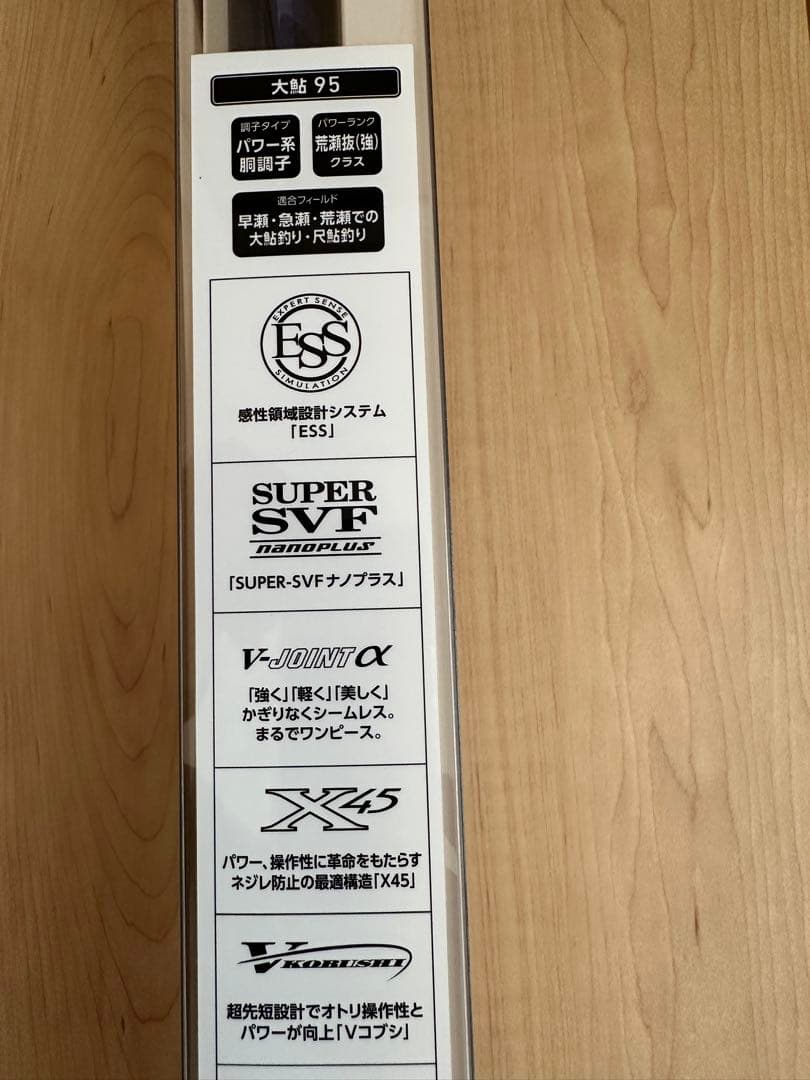 大鮎 95
調子タイプ
パワー系
胴調子
パワーランク
荒瀬抜(強)
クラス
適合フィールド
早瀬・急瀬・荒瀬での
大鮎釣り・尺鮎釣り
EXPERT SENSE
ESS
SIMULATION
感性領域設計システム
「ESS」
SUPER
SVF
nanoPLUS
「SUPER-SVFナノプラス」
V-JOINT α
「強く」「軽く」「美しく」
かぎりなくシームレス。
まるでワンピース。
X45
パワー、操作性に革命をもたらす
ネジレ防止の最適構造「X45」
V KOBUSHI
超先短設計でオトリ操作性と
パワーが向上「Vコブシ」